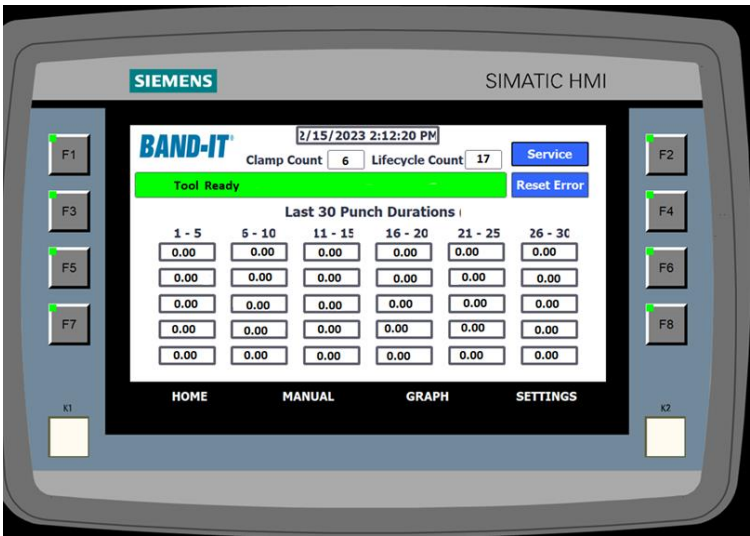 SIEMENS SIMATIC HMI
2/15/2023 2:12:20 PM
BAND-IT®
Clamp Count 6 Lifecycle Count 17 Service
Tool Ready Reset Error
Last 30 Punch Durations (
1 - 5 6 - 10 11 - 15 16 - 20 21 - 25 26 - 30
0.00 0.00 0.00 0.00 0.00 0.00
0.00 0.00 0.00 0.00 0.00 0.00
0.00 0.00 0.00 0.00 0.00 0.00
0.00 0.00 0.00 0.00 0.00 0.00
0.00 0.00 0.00 0.00 0.00 0.00
HOME MANUAL GRAPH SETTINGS
F1 F2
F3 F4
F5 F6
F7 F8
K1 K2